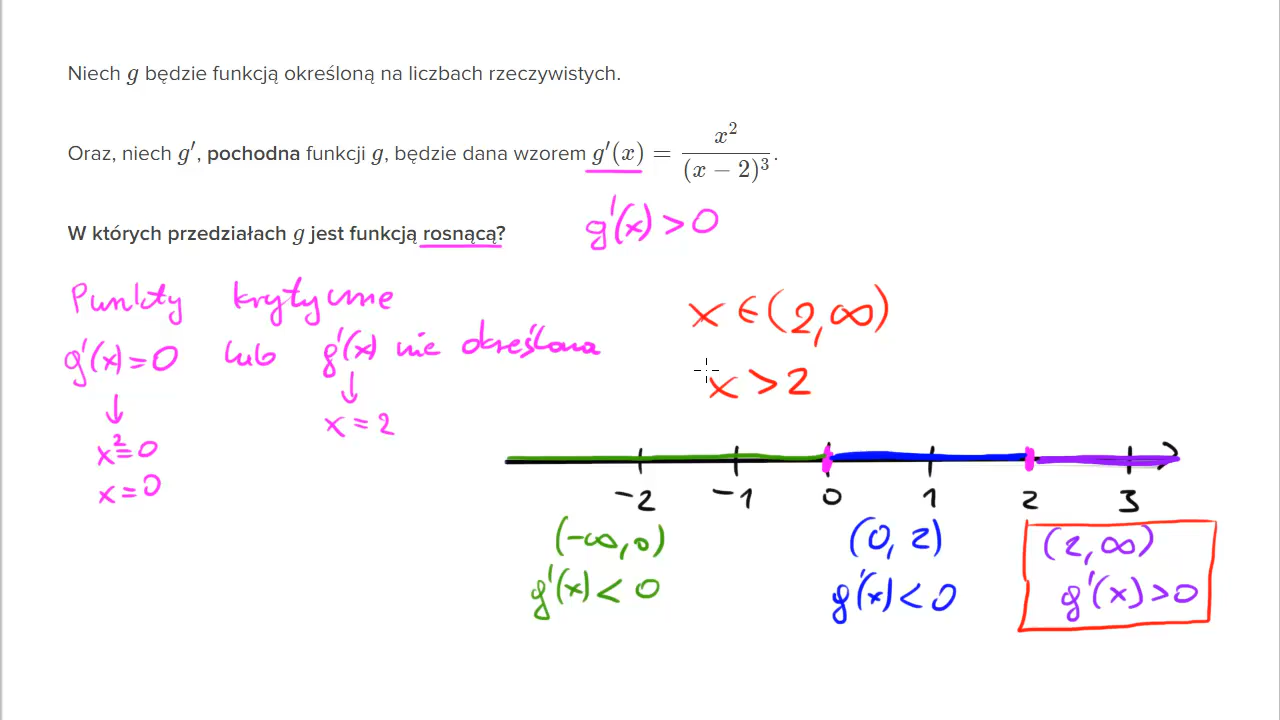 Niech g będzie funkcją określoną na liczbach rzeczywistych.
Oraz, niech g′, pochodna funkcji g, będzie dana wzorem g′(x) = x²/(x − 2)³.
g′(x) > 0
W których przedziałach g jest funkcją rosnącą?
Punkty krytyczne
g′(x) = 0 lub g′(x) nie określona
↓ ↓
x² = 0 x = 2
x = 0
x ∈ (2, ∞)
x > 2
−2 −1 0 1 2 3
(−∞, 0) (0, 2) (2, ∞)
g′(x) < 0 g′(x) < 0 g′(x) > 0